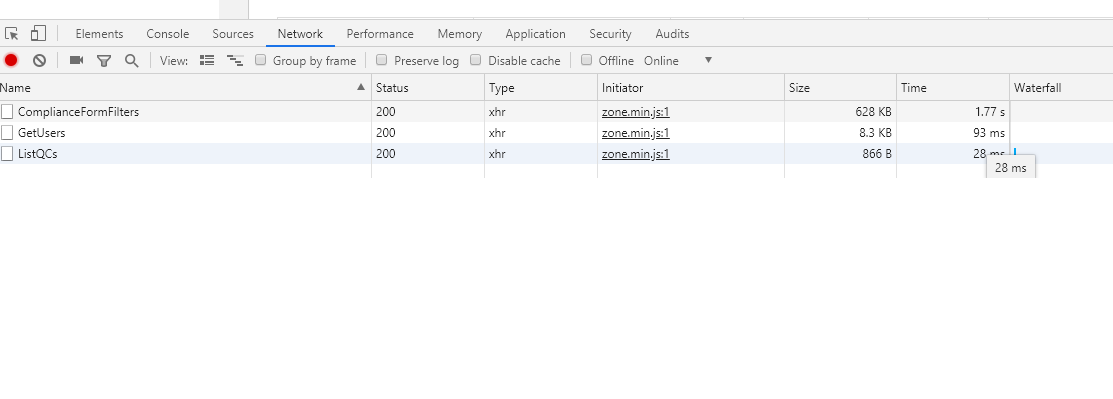 Elements Console Sources Network Performance Memory Application Security Audits
View: Group by frame Preserve log Disable cache Offline Online
Name Status Type Initiator Size Time Waterfall
ComplianceFormFilters 200 xhr zone.min.js:1 628 KB 1.77 s
GetUsers 200 xhr zone.min.js:1 8.3 KB 93 ms
ListQCs 200 xhr zone.min.js:1 866 B 28 ms
28 ms